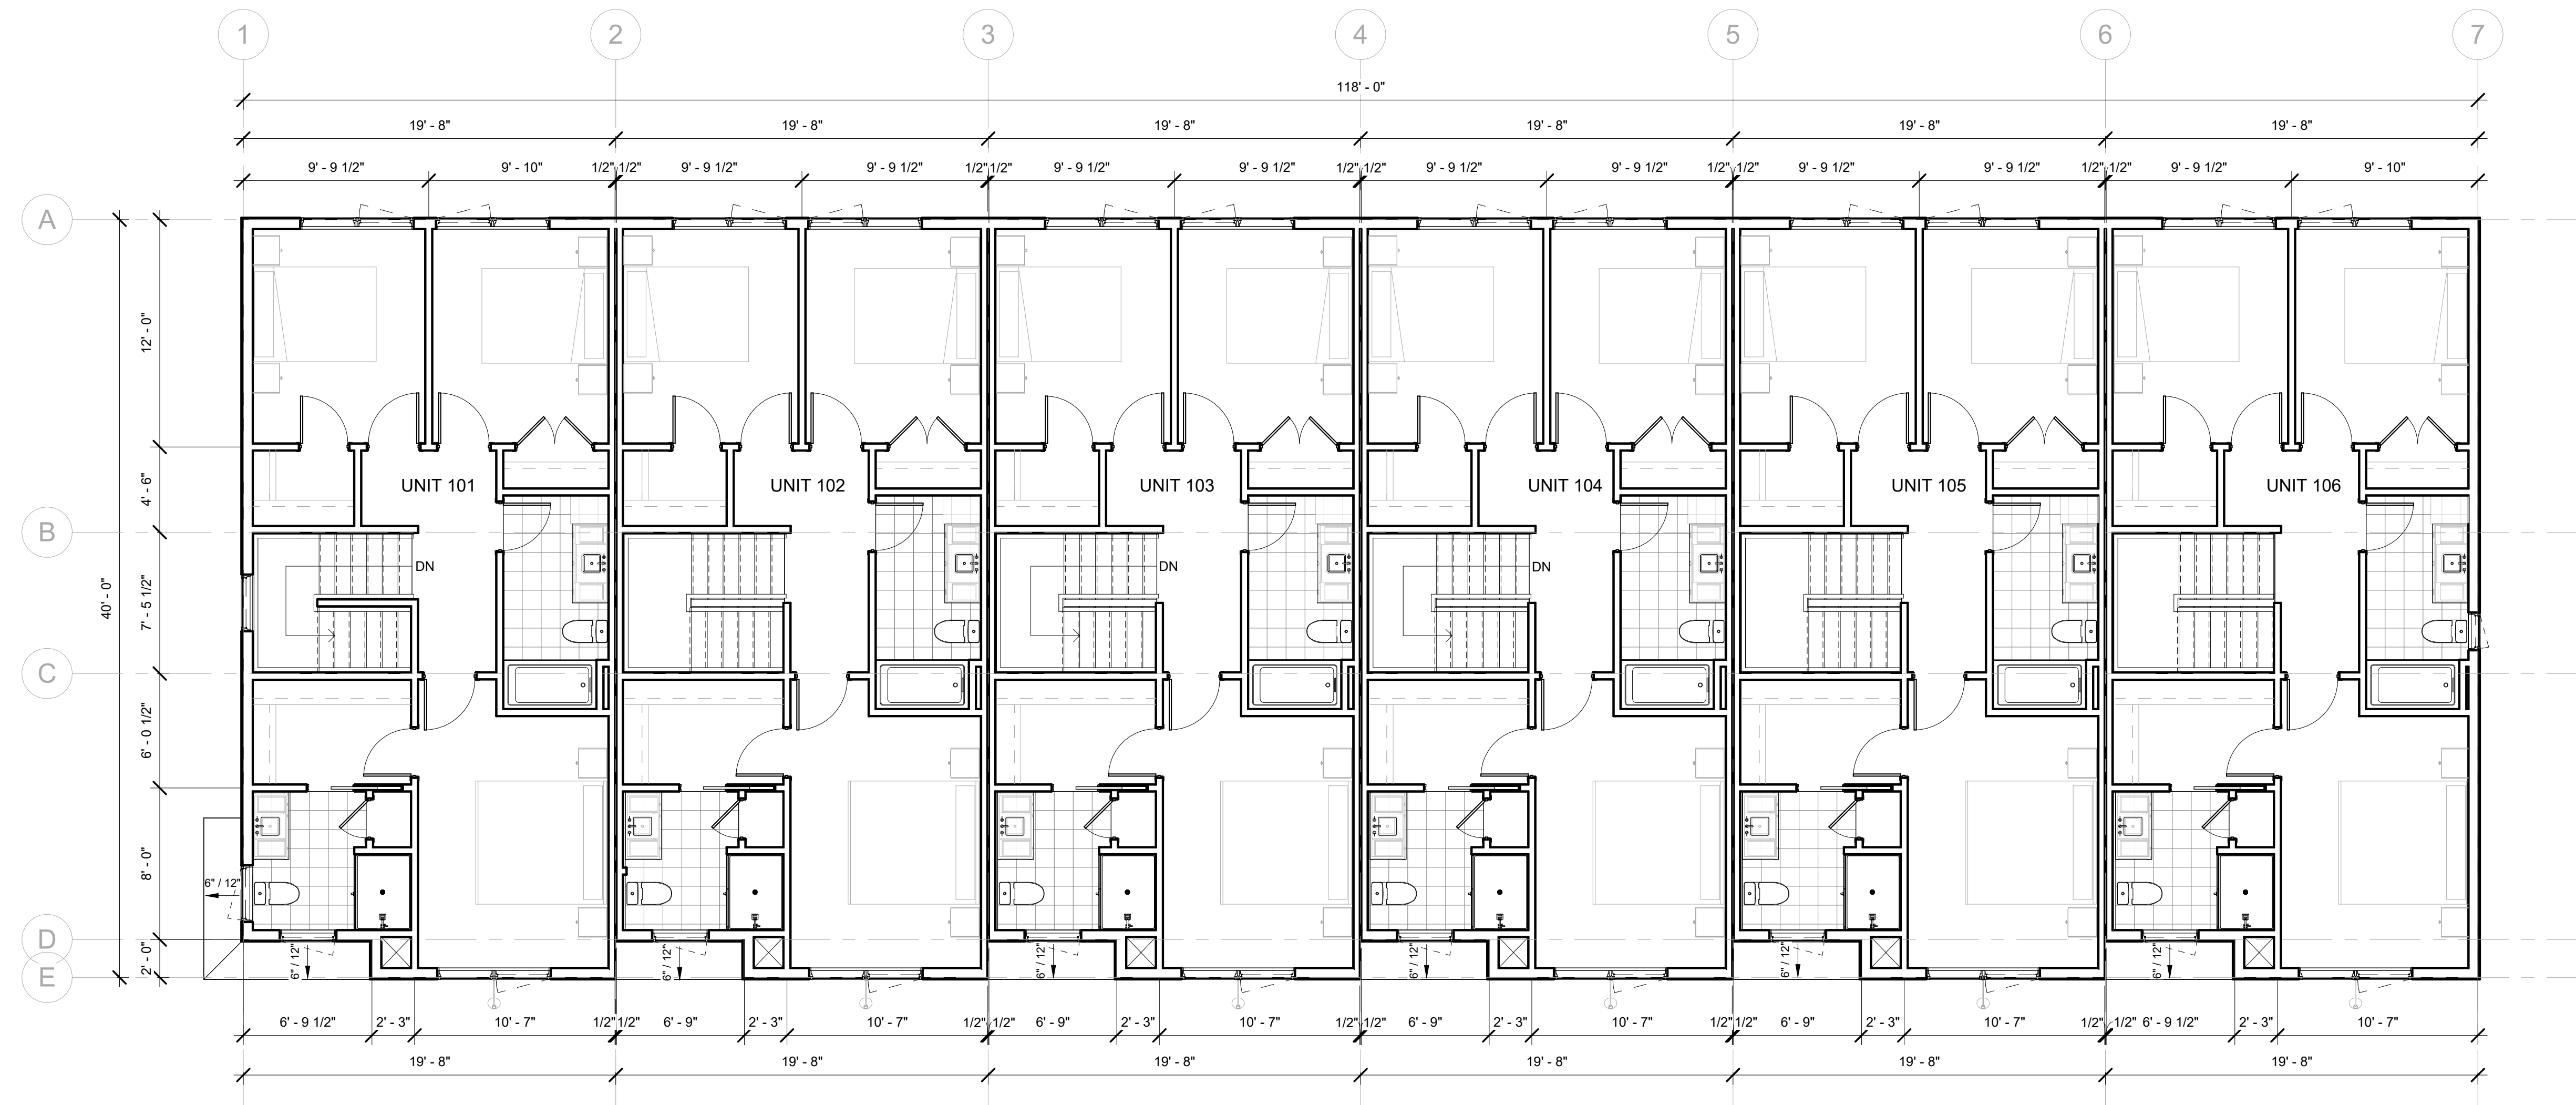 1 2 3 4 5 6 7
118' - 0"
19' - 8" 19' - 8" 19' - 8" 19' - 8" 19' - 8" 19' - 8"
9' - 9 1/2" 9' - 10" 1/2" 1/2" 9' - 9 1/2" 9' - 9 1/2" 1/2" 1/2" 9' - 9 1/2" 9' - 9 1/2" 1/2" 1/2" 9' - 9 1/2" 9' - 9 1/2" 1/2" 1/2" 9' - 9 1/2" 9' - 9 1/2" 1/2" 1/2" 9' - 9 1/2" 9' - 10"
A
12' - 0"
4' - 6"
UNIT 101 UNIT 102 UNIT 103 UNIT 104 UNIT 105 UNIT 106
B
DN DN DN
40' - 0"
7' - 5 1/2"
C
6' - 0 1/2"
8' - 0"
6" / 12"
D
2' - 0"
6" / 12" 6" / 12" 6" / 12" 6" / 12" 6" / 12" 6" / 12"
E
6' - 9 1/2" 2' - 3" 10' - 7" 1/2" 1/2" 6' - 9" 2' - 3" 10' - 7" 1/2" 1/2" 6' - 9" 2' - 3" 10' - 7" 1/2" 1/2" 6' - 9" 2' - 3" 10' - 7" 1/2" 1/2" 6' - 9" 2' - 3" 10' - 7" 1/2" 1/2" 6' - 9 1/2" 2' - 3" 10' - 7"
19' - 8" 19' - 8" 19' - 8" 19' - 8" 19' - 8" 19' - 8"